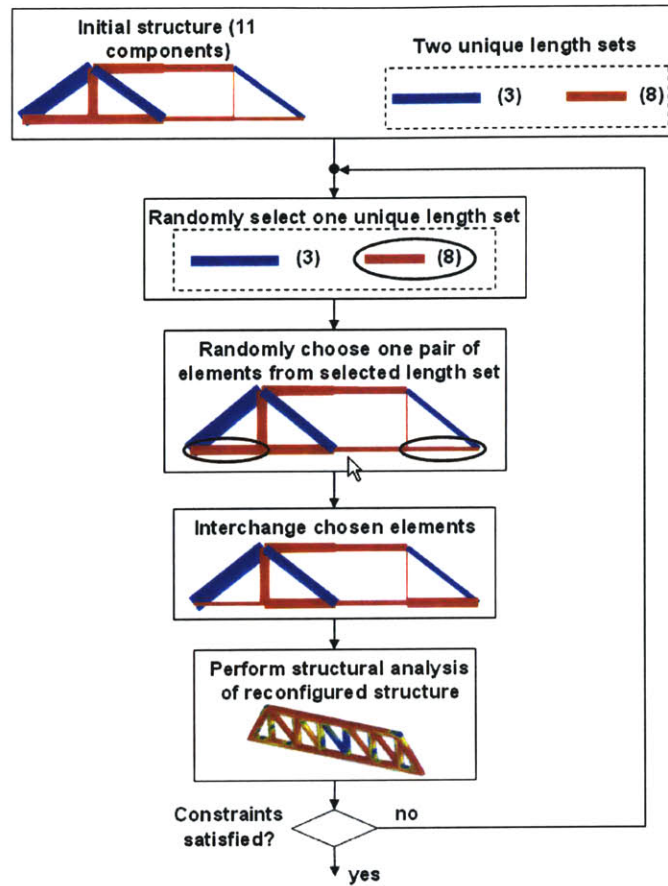 Initial structure (11
components)
Two unique length sets
(3)
(8)
Randomly select one unique length set
(3)
(8)
Randomly choose one pair of
elements from selected length set
Interchange chosen elements
Perform structural analysis
of reconfigured structure
Constraints
satisfied?
no
yes